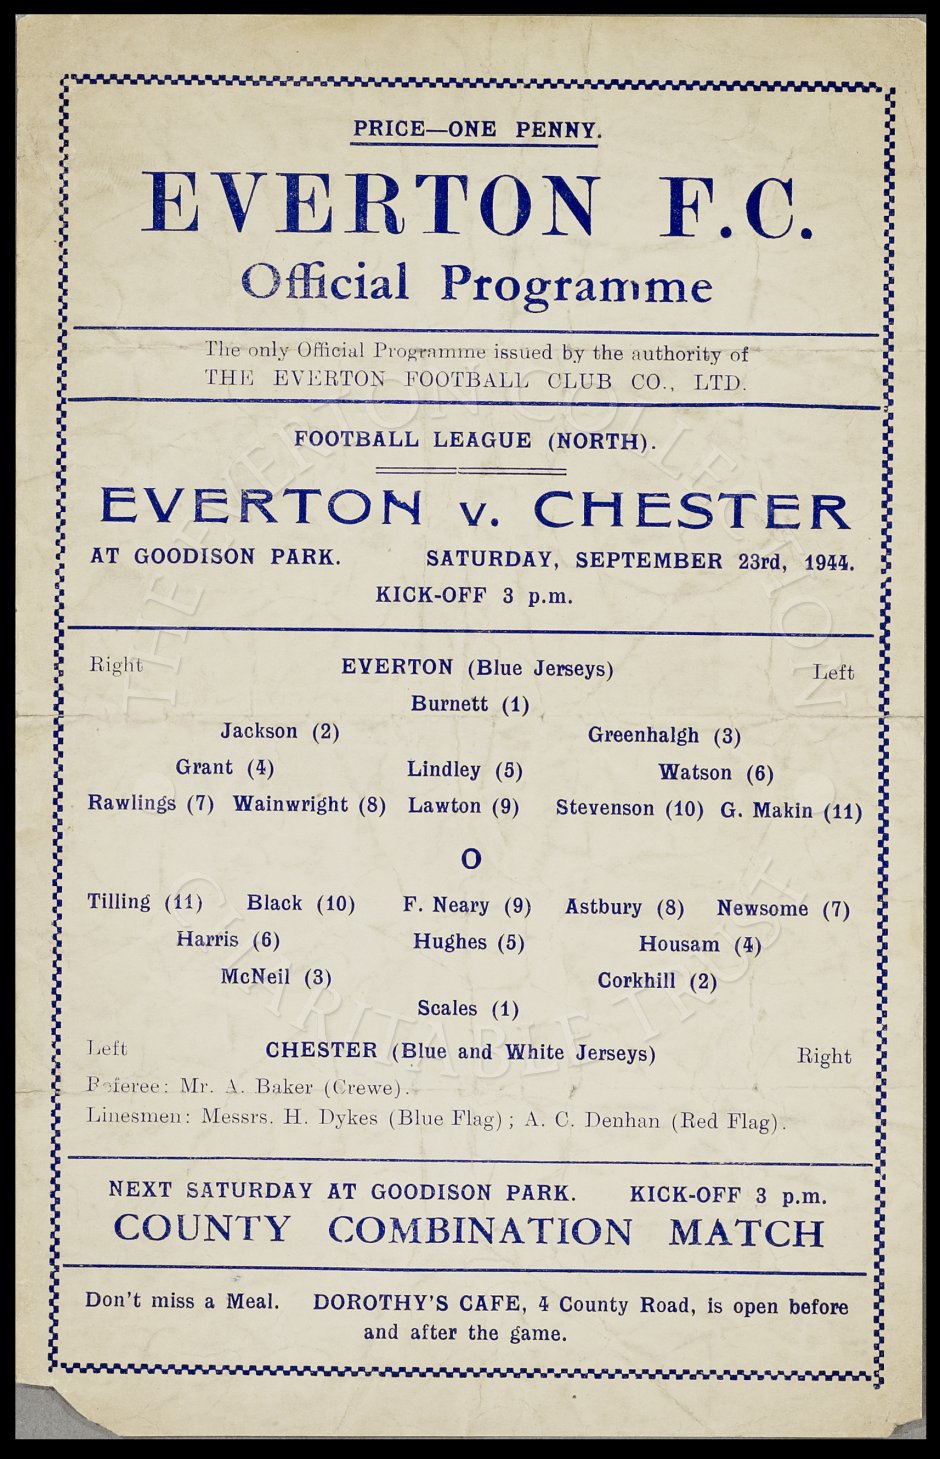 PRICE—ONE PENNY.
EVERTON F.C.
Official Programme
The only Official Programme issued by the authority of
THE EVERTON FOOTBALL CLUB CO., LTD.
FOOTBALL LEAGUE (NORTH).
EVERTON v. CHESTER
AT GOODISON PARK. SATURDAY, SEPTEMBER 23rd, 1944.
KICK-OFF 3 p.m.
Right EVERTON (Blue Jerseys) Left
Burnett (1)
Jackson (2) Greenhalgh (3)
Grant (4) Lindley (5) Watson (6)
Rawlings (7) Wainwright (8) Lawton (9) Stevenson (10) G. Makin (11)
O
Tilling (11) Black (10) F. Neary (9) Astbury (8) Newsome (7)
Harris (6) Hughes (5) Housam (4)
McNeil (3) Corkhill (2)
Scales (1)
Left CHESTER (Blue and White Jerseys) Right
Referee: Mr. A. Baker (Crewe).
Linesmen: Messrs. H. Dykes (Blue Flag); A. C. Denhan (Red Flag).
NEXT SATURDAY AT GOODISON PARK. KICK-OFF 3 p.m.
COUNTY COMBINATION MATCH
Don't miss a Meal. DOROTHY'S CAFE, 4 County Road, is open before
and after the game.
THE EVERTON COLLECTION
CHARITABLE TRUST